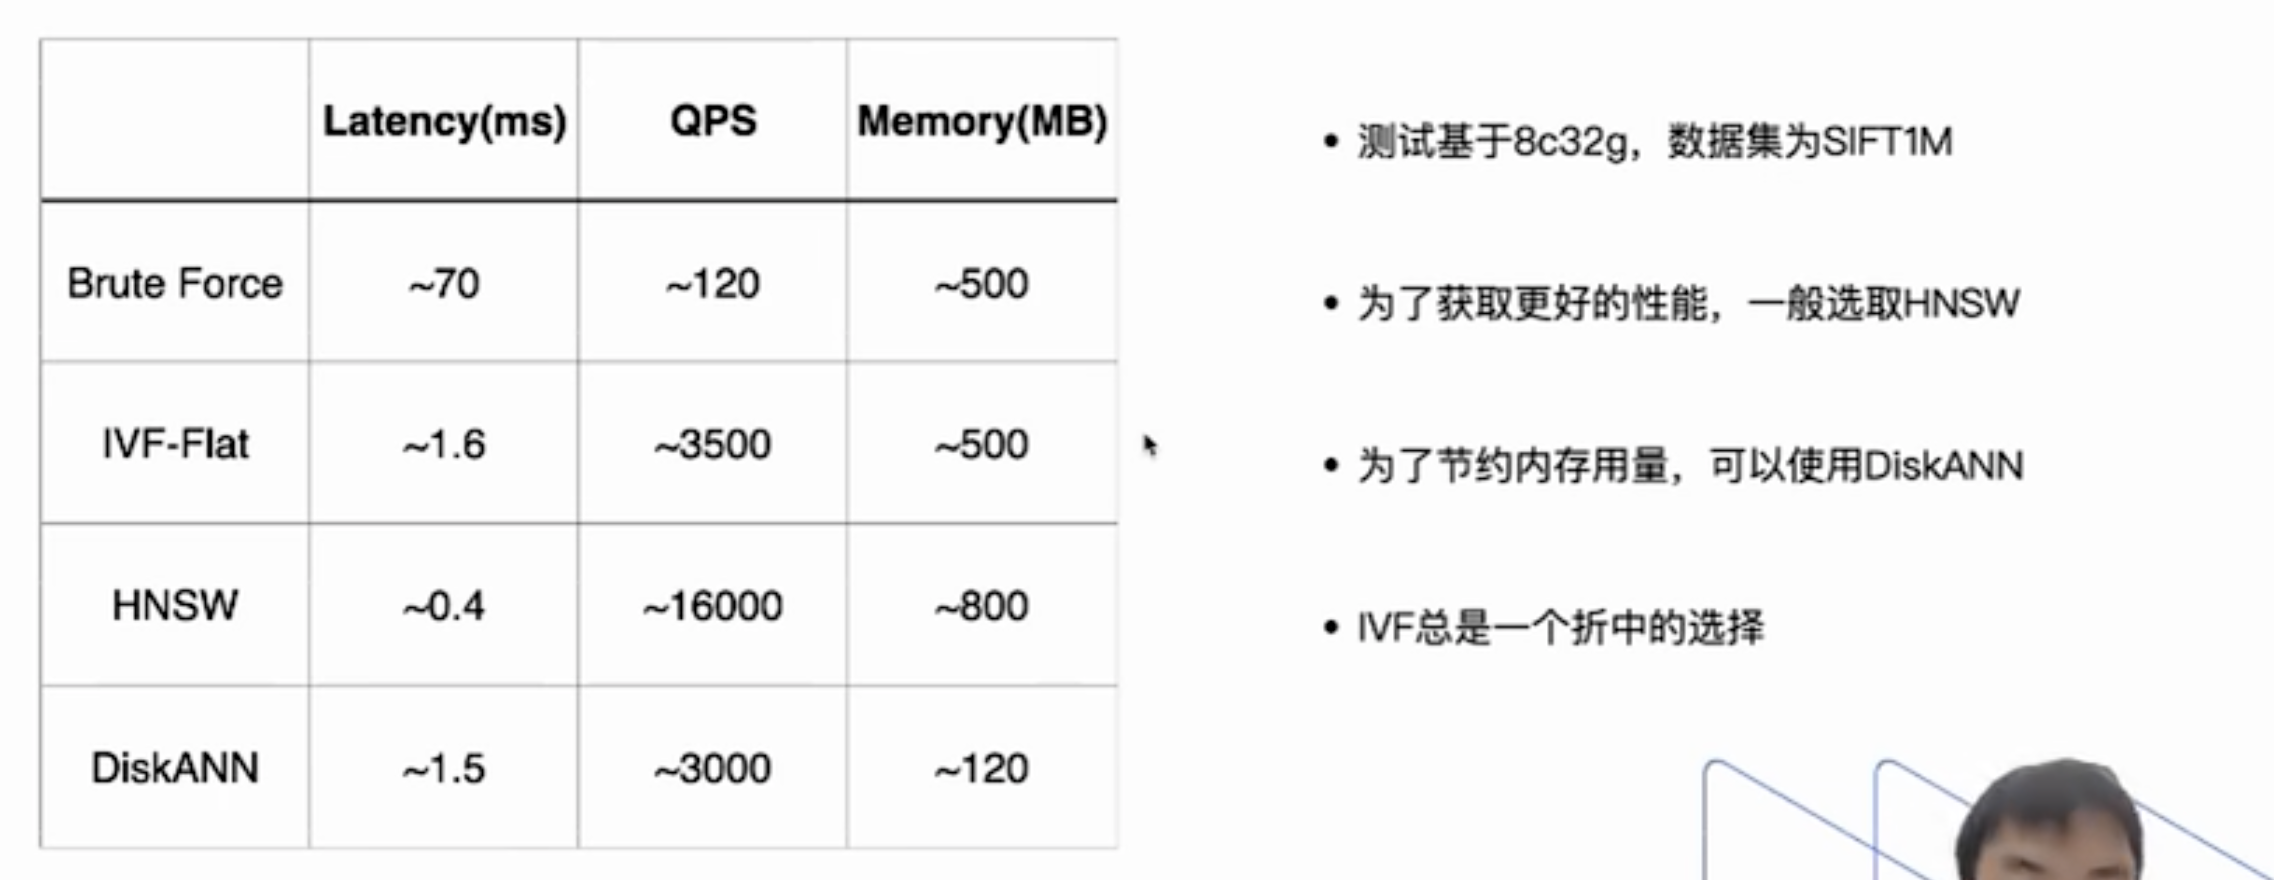 Latency(ms) QPS Memory(MB)
Brute Force ~70 ~120 ~500
IVF-Flat ~1.6 ~3500 ~500
HNSW ~0.4 ~16000 ~800
DiskANN ~1.5 ~3000 ~120
• 测试基于8c32g，数据集为SIFT1M
• 为了获取更好的性能，一般选取HNSW
• 为了节约内存用量，可以使用DiskANN
• IVF总是一个折中的选择